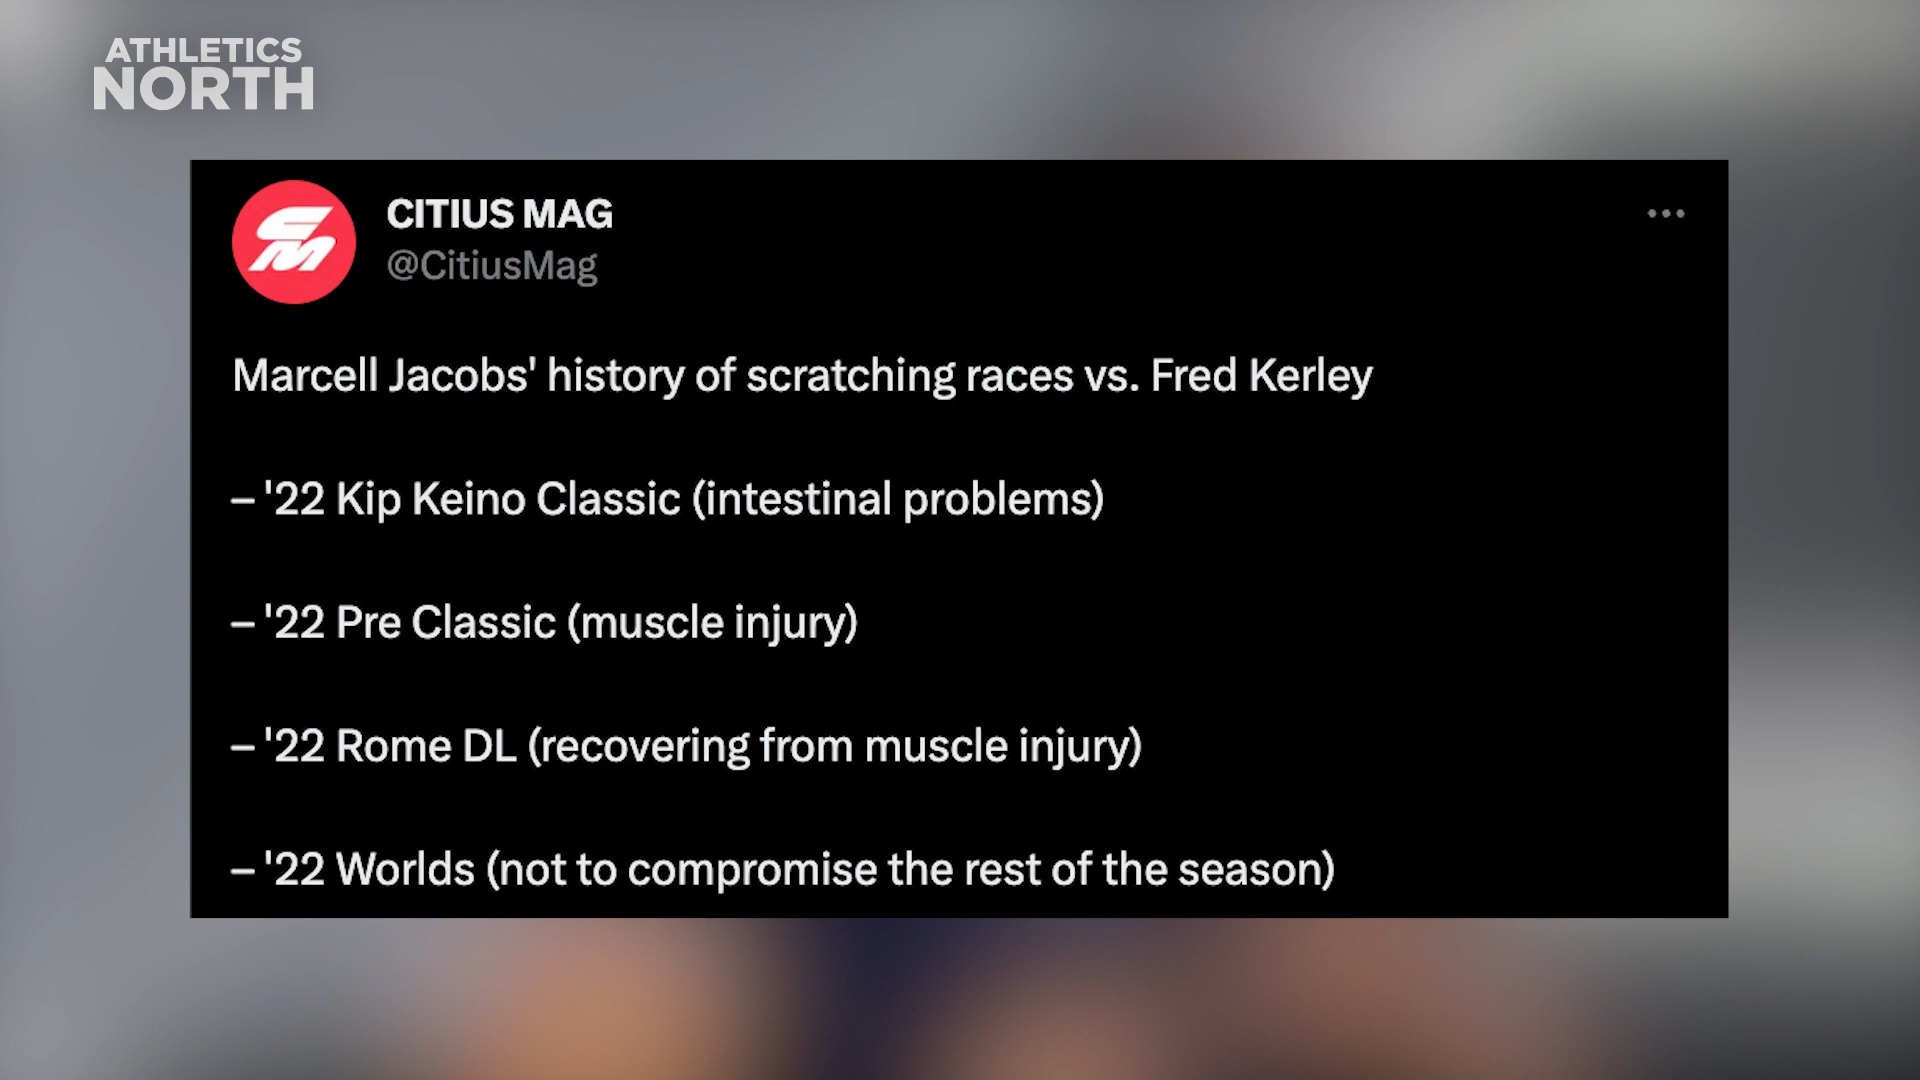 ATHLETICS
NORTH
CITIUS MAG
@CitiusMag
Marcell Jacobs' history of scratching races vs. Fred Kerley
– '22 Kip Keino Classic (intestinal problems)
– '22 Pre Classic (muscle injury)
– '22 Rome DL (recovering from muscle injury)
– '22 Worlds (not to compromise the rest of the season)